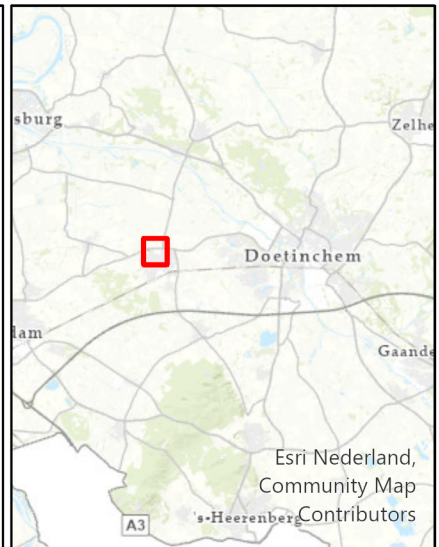 sburg
Zelhe
Doetinchem
dam
Gaande
Esri Nederland,
Community Map
Contributors
's-Heerenberg
A3